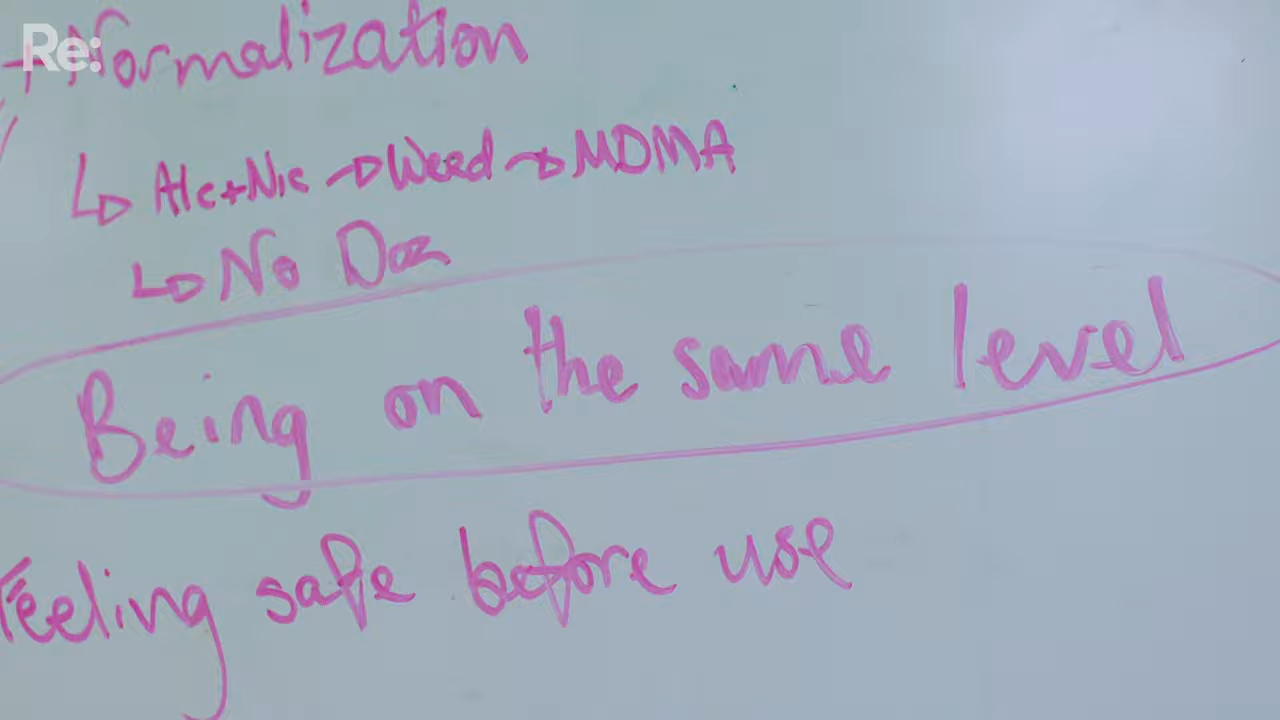 Re:
+Normalization
↳ Alc+Nic → Weed → MDMA
↳ No Doz
Being on the same level
Feeling safe before use